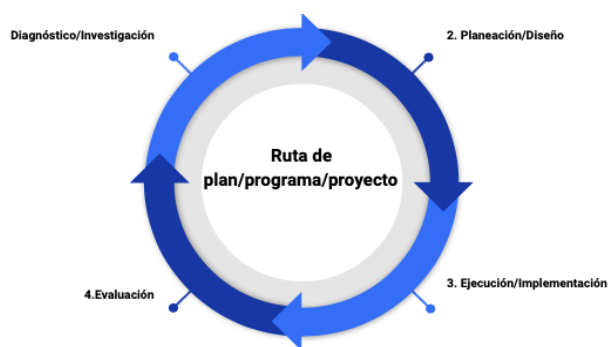 Diagnóstico/Investigación
2. Planeación/Diseño
Ruta de
plan/programa/proyecto
4.Evaluación
3. Ejecución/Implementación